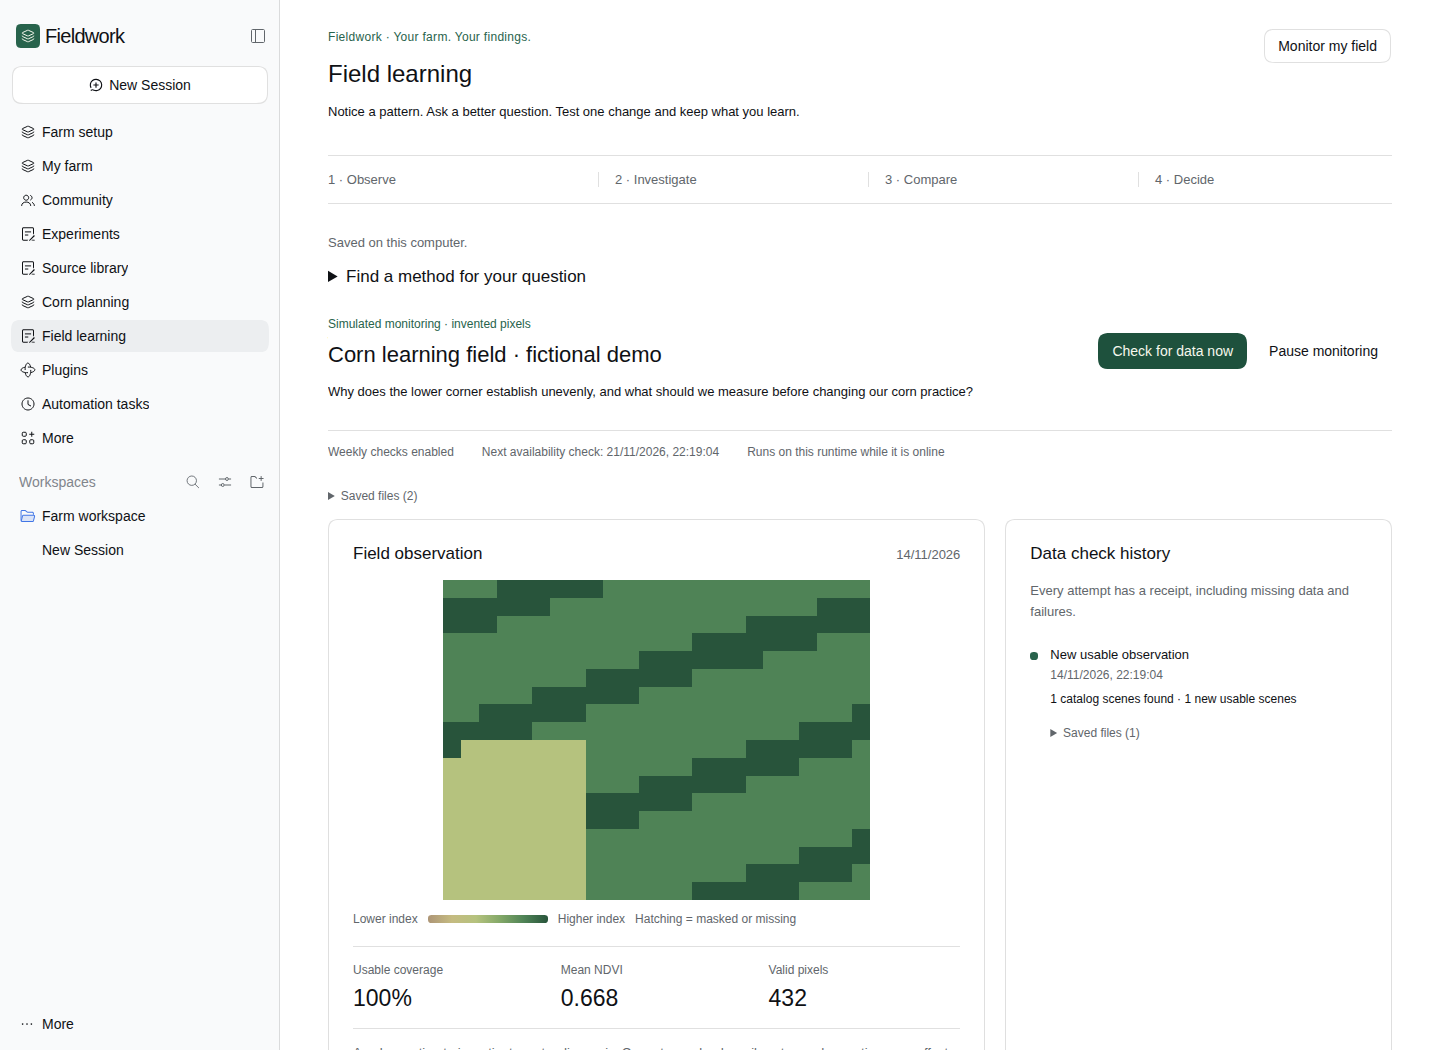 Fieldwork
New Session
Farm setup
My farm
Community
Experiments
Source library
Corn planning
Field learning
Plugins
Automation tasks
More
Workspaces
Farm workspace
New Session
More
Fieldwork · Your farm. Your findings.
Monitor my field
Field learning
Notice a pattern. Ask a better question. Test one change and keep what you learn.
1 · Observe
2 · Investigate
3 · Compare
4 · Decide
Saved on this computer.
Find a method for your question
Simulated monitoring · invented pixels
Corn learning field · fictional demo
Check for data now
Pause monitoring
Why does the lower corner establish unevenly, and what should we measure before changing our corn practice?
Weekly checks enabled
Next availability check: 21/11/2026, 22:19:04
Runs on this runtime while it is online
Saved files (2)
Field observation
14/11/2026
Lower index
Higher index
Hatching = masked or missing
Usable coverage
Mean NDVI
Valid pixels
100%
0.668
432
Data check history
Every attempt has a receipt, including missing data and
failures.
New usable observation
14/11/2026, 22:19:04
1 catalog scenes found · 1 new usable scenes
Saved files (1)